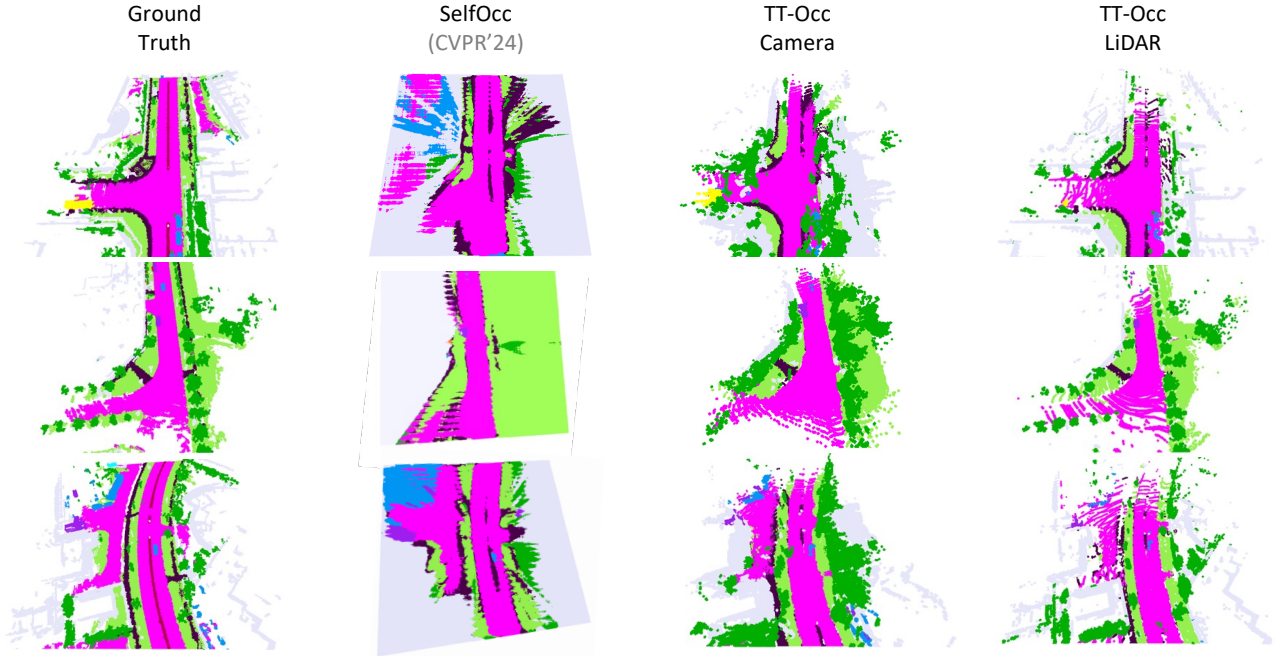 Ground
Truth
SelfOcc
(CVPR'24)
TT-Occ
Camera
TT-Occ
LiDAR